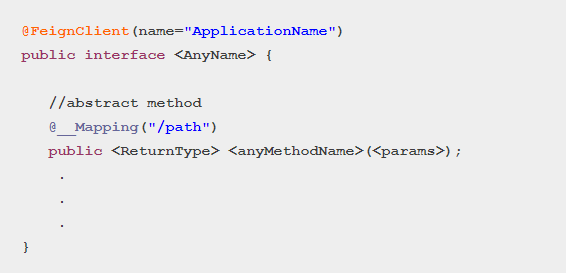 @FeignClient(name="ApplicationName")
public interface <AnyName> {
//abstract method
@__Mapping("/path")
public <ReturnType> <anyMethodName>(<params>);
.
.
.
}